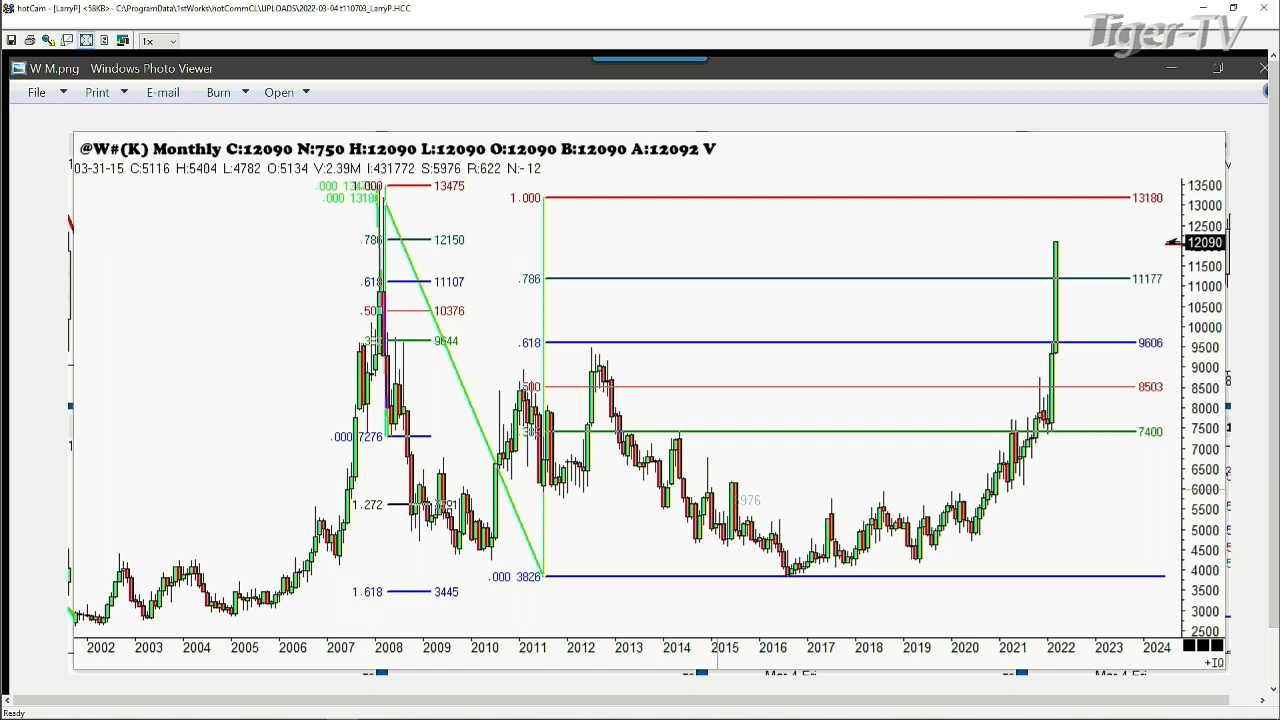 hotCam - [LarryP] <58KB> - C:\ProgramData\1stWorks\hotCommCL\UPLOADS\2022-03-04 t110703_LarryP.HCC
Tiger-TV
1x
W M.png Windows Photo Viewer
File Print E-mail Burn Open
@W#(K) Monthly C:12090 N:750 H:12090 L:12090 O:12090 B:12090 A:12092 V
03-31-15 C:5116 H:5404 L:4782 O:5134 V:2.39M I:431772 S:5976 R:622 N:-12
.000 1.000 13475
.000 1.000 13180
.786 12150
.618 11107
.786 11177
10376
9644
.618 9606
8503
7400
.000 7276
1.272
.000 3826
1.618 3445
13500
13000
12500
12090
11500
11000
10500
10000
9500
9000
8500
8000
7500
7000
6500
6000
5500
5000
4500
4000
3500
3000
2500
2002 2003 2004 2005 2006 2007 2008 2009 2010 2011 2012 2013 2014 2015 2016 2017 2018 2019 2020 2021 2022 2023 2024
+IQ
Ready